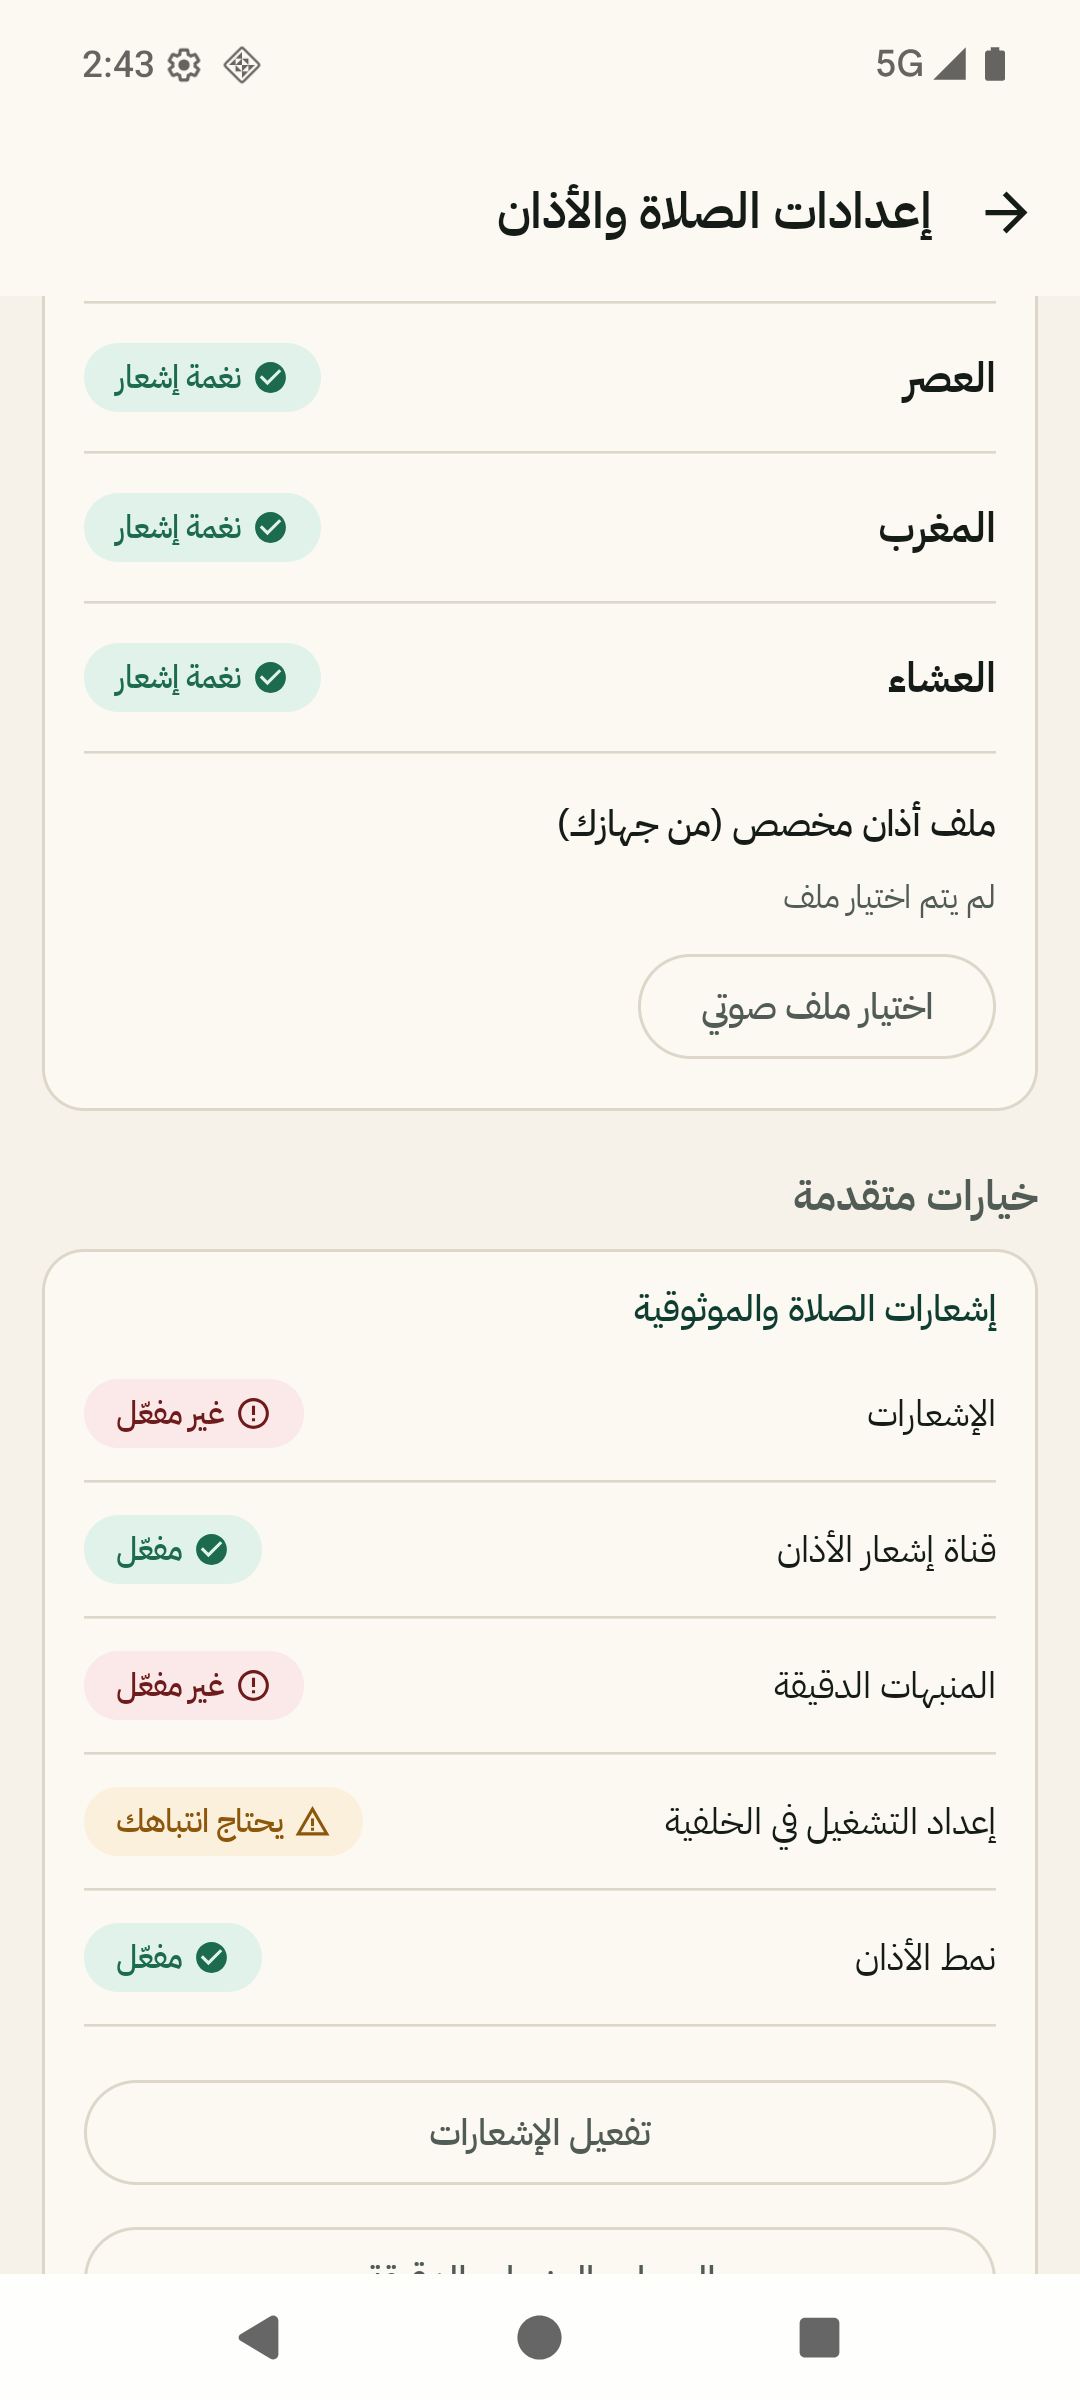 2:43
5G
إعدادات الصلاة والأذان
العصر
نغمة إشعار
المغرب
نغمة إشعار
العشاء
نغمة إشعار
ملف أذان مخصص (من جهازك)
لم يتم اختيار ملف
اختيار ملف صوتي
خيارات متقدمة
إشعارات الصلاة والموثوقية
الإشعارات
غير مفعّل
قناة إشعار الأذان
مفعّل
المنبهات الدقيقة
غير مفعّل
إعداد التشغيل في الخلفية
يحتاج انتباهك
نمط الأذان
مفعّل
تفعيل الإشعارات